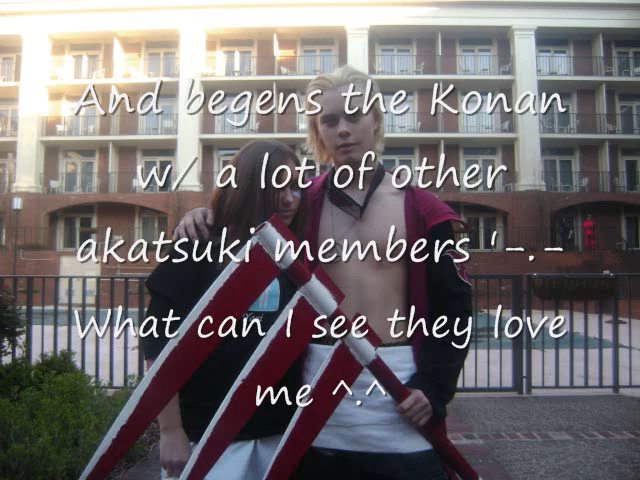 And begens the Konan
w/ a lot of other
akatsuki members '-.-
What can I see they love
me ^.^